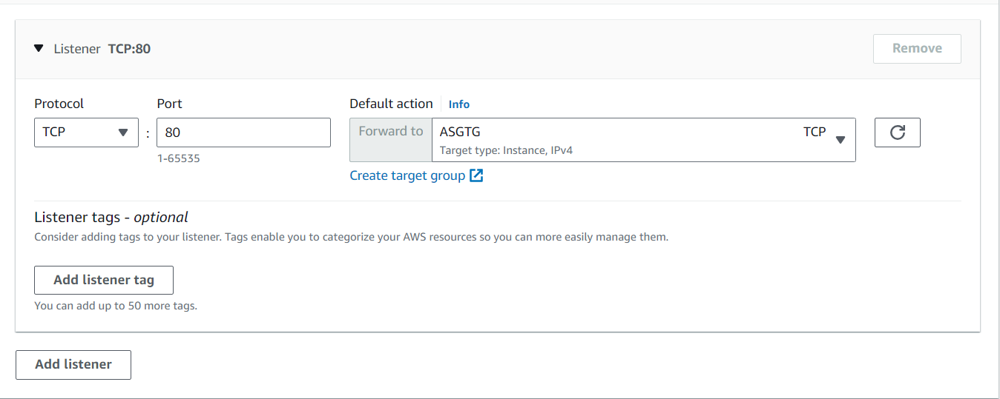 Listener TCP:80
Remove
Protocol
Port
Default action
Info
TCP
:
80
1-65535
Forward to
ASGTG
TCP
Target type: Instance, IPv4
Create target group
Listener tags - optional
Consider adding tags to your listener. Tags enable you to categorize your AWS resources so you can more easily manage them.
Add listener tag
You can add up to 50 more tags.
Add listener